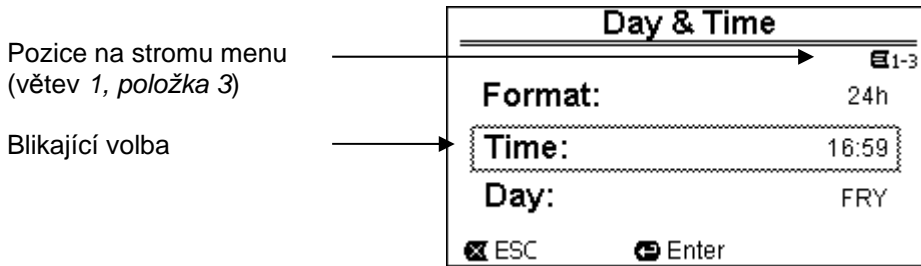 Day & Time
Pozice na stromu menu
(větev 1, položka 3)
1-3
Format: 24h
Blikající volba
Time: 16:59
Day: FRY
ESC Enter